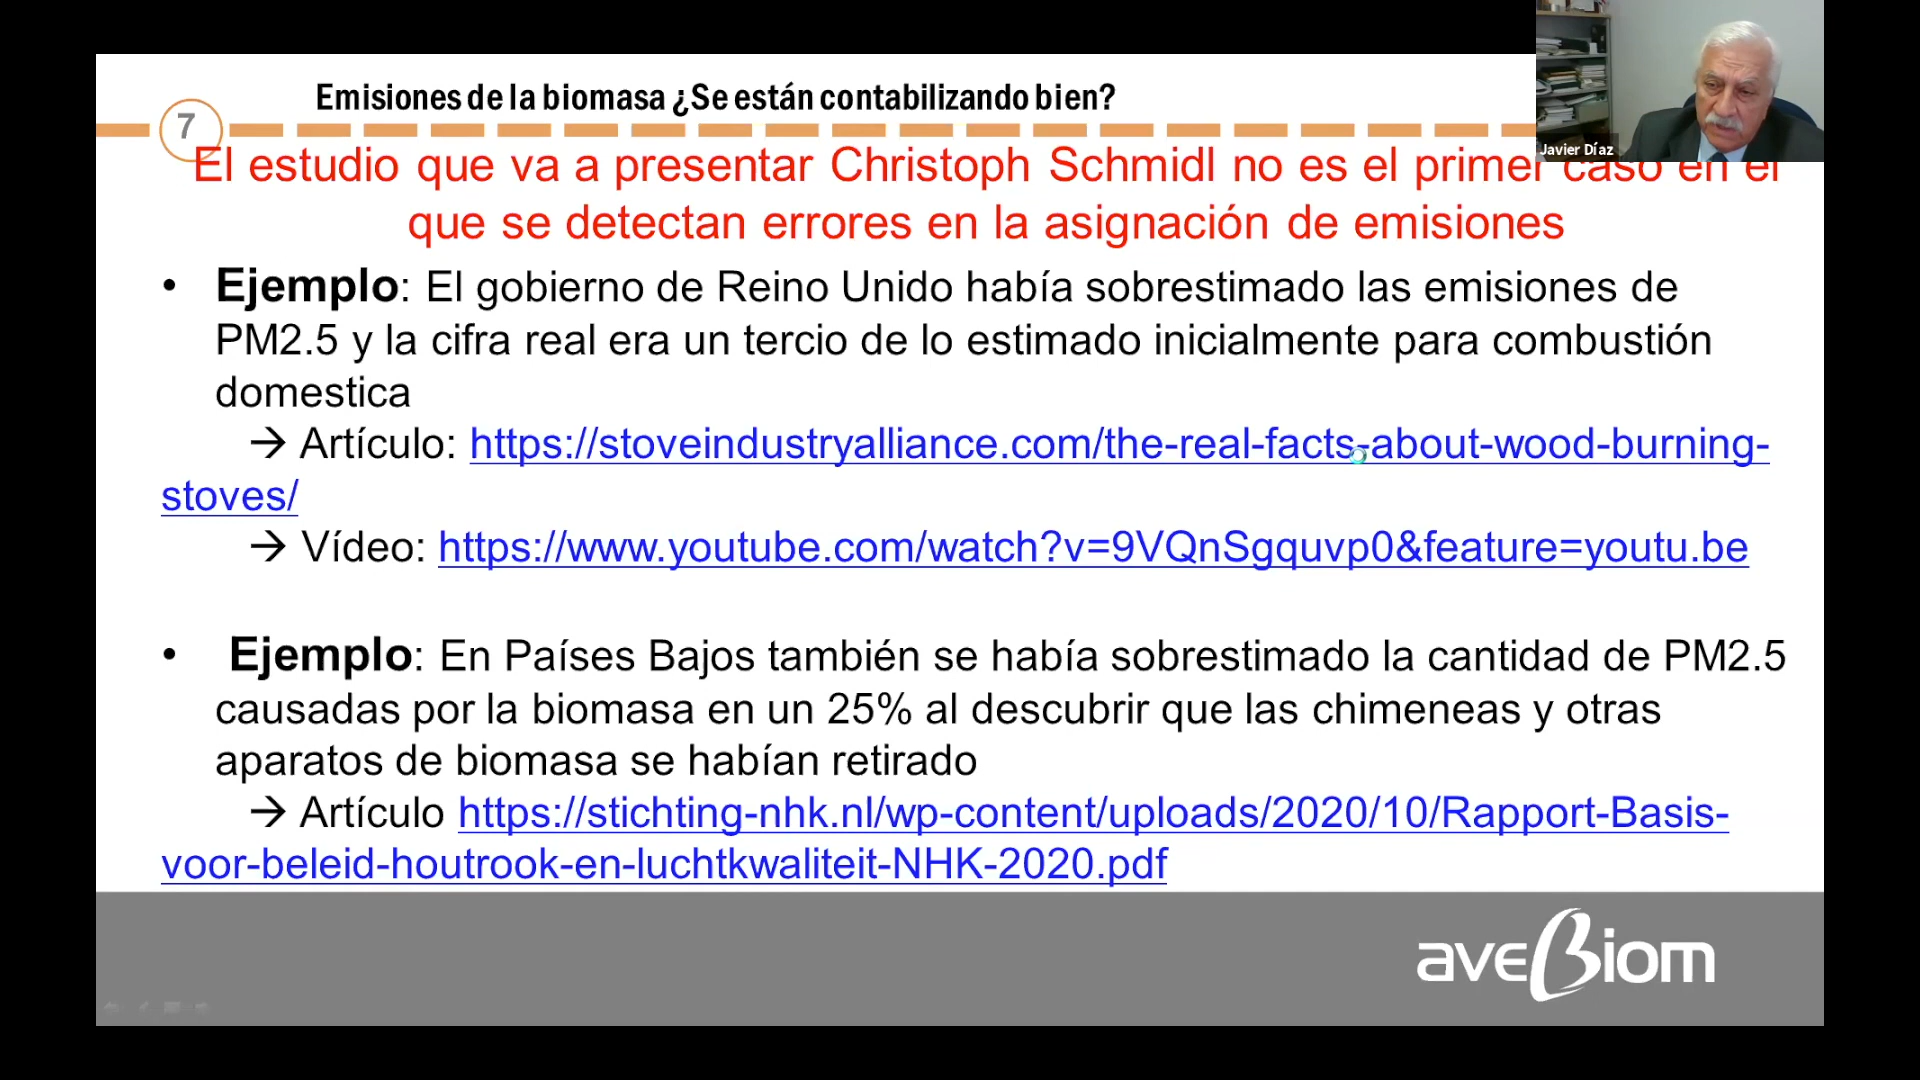 Emisiones de la biomasa ¿Se están contabilizando bien?
7
Javier Díaz
El estudio que va a presentar Christoph Schmidl no es el primer caso en el
que se detectan errores en la asignación de emisiones
• Ejemplo: El gobierno de Reino Unido había sobrestimado las emisiones de
PM2.5 y la cifra real era un tercio de lo estimado inicialmente para combustión
domestica
→ Artículo: https://stoveindustryalliance.com/the-real-facts-about-wood-burning-
stoves/
→ Vídeo: https://www.youtube.com/watch?v=9VQnSgquvp0&feature=youtu.be
• Ejemplo: En Países Bajos también se había sobrestimado la cantidad de PM2.5
causadas por la biomasa en un 25% al descubrir que las chimeneas y otras
aparatos de biomasa se habían retirado
→ Artículo https://stichting-nhk.nl/wp-content/uploads/2020/10/Rapport-Basis-
voor-beleid-houtrook-en-luchtkwaliteit-NHK-2020.pdf
aveBiom